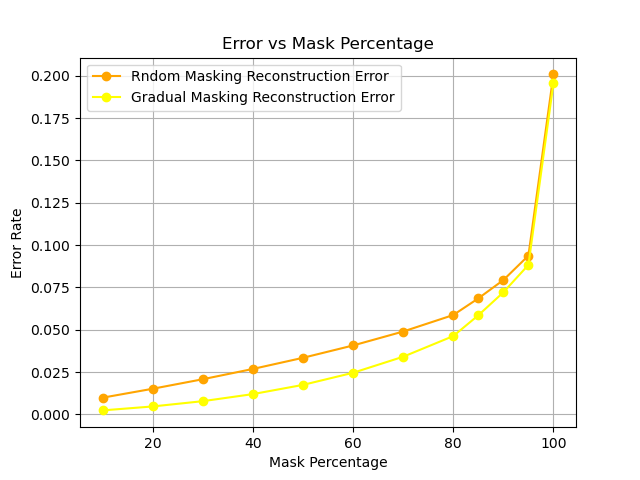 Error vs Mask Percentage
Rndom Masking Reconstruction Error
Gradual Masking Reconstruction Error
Error Rate
0.200
0.175
0.150
0.125
0.100
0.075
0.050
0.025
0.000
20 40 60 80 100
Mask Percentage